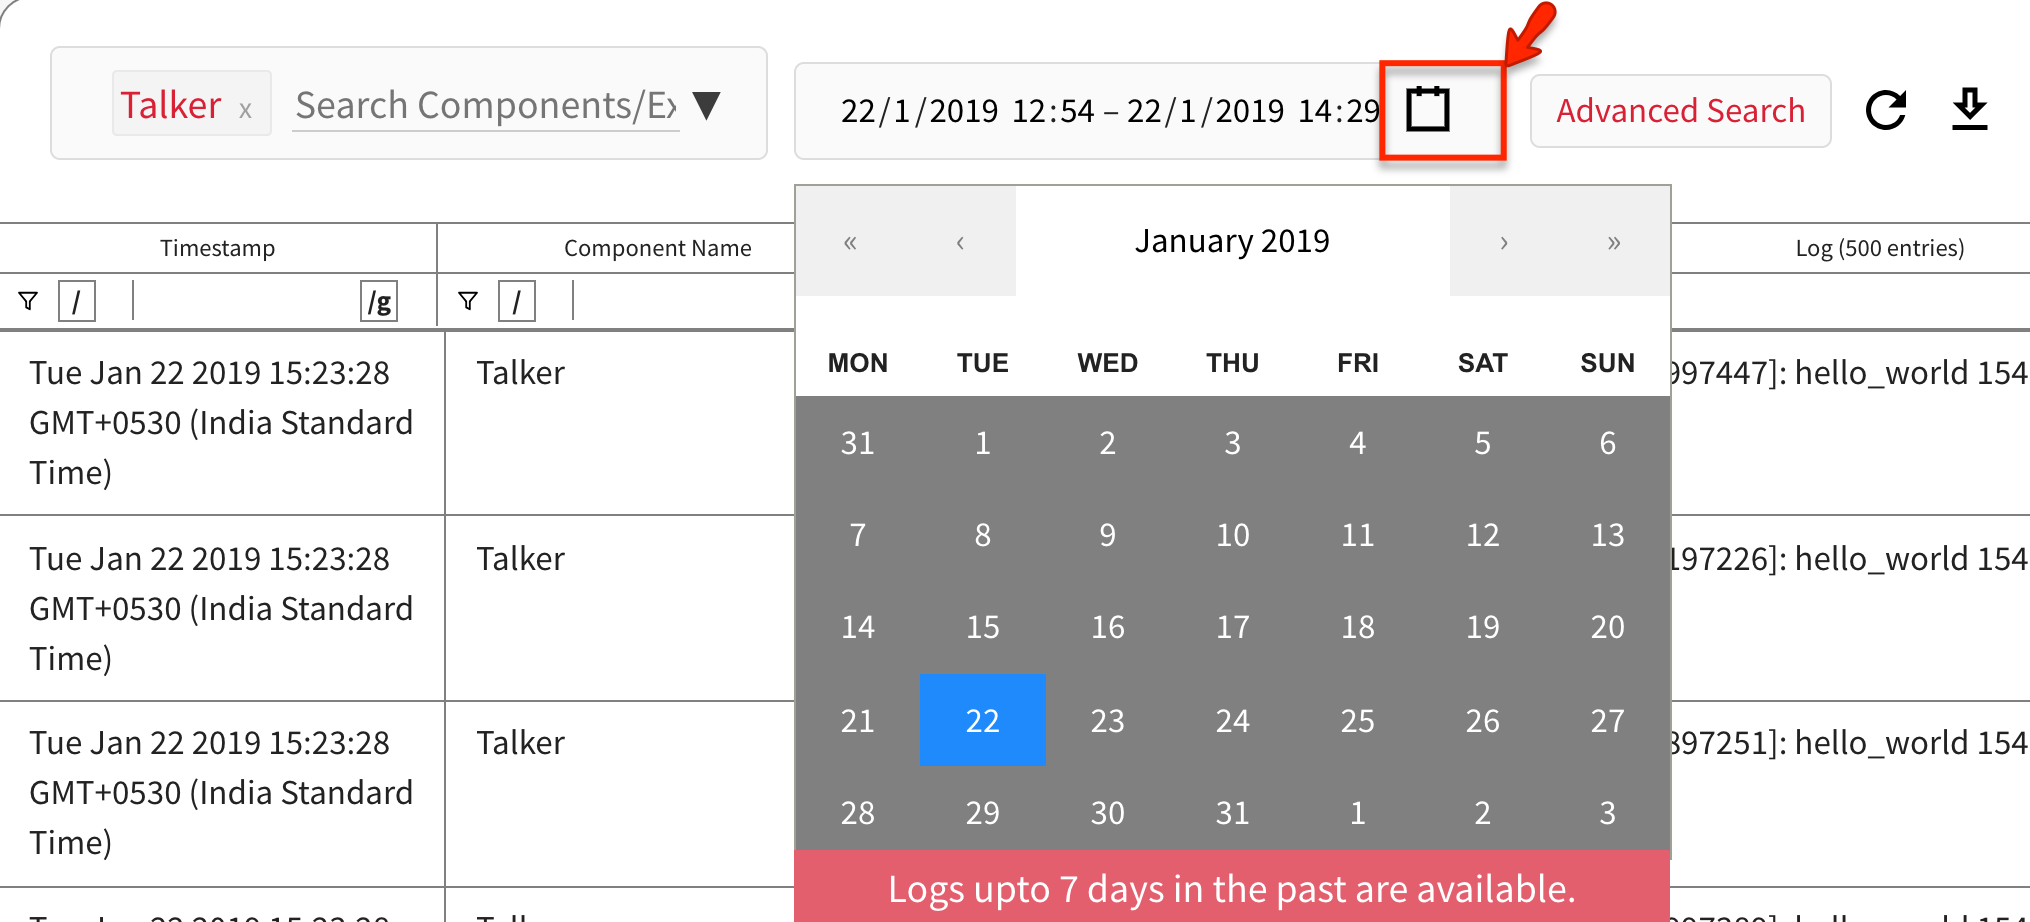 Talker x Search Components/Ex ▼ 22/1/2019 12:54 – 22/1/2019 14:29 Advanced Search
« ‹ January 2019 › »
Timestamp Component Name Log (500 entries)
/ /g /
MON TUE WED THU FRI SAT SUN
31 1 2 3 4 5 6
7 8 9 10 11 12 13
14 15 16 17 18 19 20
21 22 23 24 25 26 27
28 29 30 31 1 2 3
Logs upto 7 days in the past are available.
Tue Jan 22 2019 15:23:28
GMT+0530 (India Standard
Time)
Talker
997447]: hello_world 154
Tue Jan 22 2019 15:23:28
GMT+0530 (India Standard
Time)
Talker
197226]: hello_world 154
Tue Jan 22 2019 15:23:28
GMT+0530 (India Standard
Time)
Talker
897251]: hello_world 154